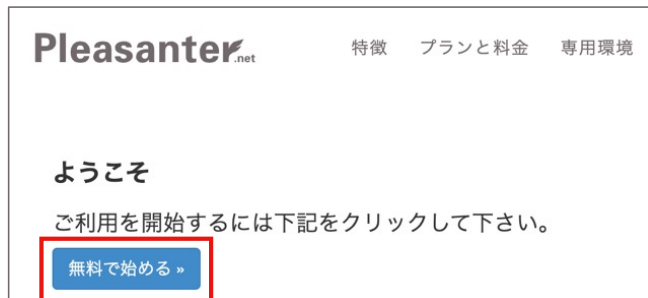 Pleasanter.net
特徴 プランと料金 専用環境
ようこそ
ご利用を開始するには下記をクリックして下さい。
無料で始める »